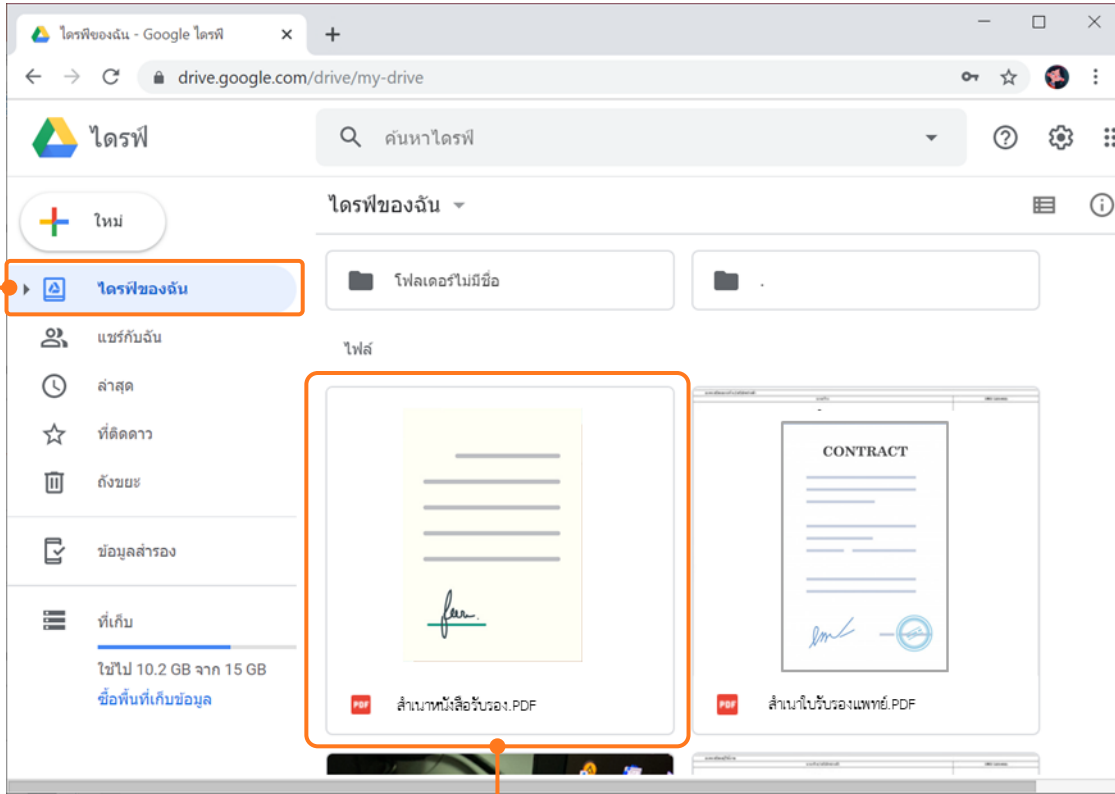 ไดรฟ์ของฉัน - Google ไดรฟ์
drive.google.com/drive/my-drive
ไดรฟ์
ค้นหาไดรฟ์
ใหม่
ไดรฟ์ของฉัน
ไดรฟ์ของฉัน
แชร์กับฉัน
ล่าสุด
ที่ติดดาว
ถังขยะ
ข้อมูลสำรอง
ที่เก็บ
ใช้ไป 10.2 GB จาก 15 GB
ซื้อพื้นที่เก็บข้อมูล
โฟลเดอร์ไม่มีชื่อ
.
ไฟล์
CONTRACT
PDF สำเนาหนังสือรับรอง.PDF
PDF สำเนาใบรับรองแพทย์.PDF